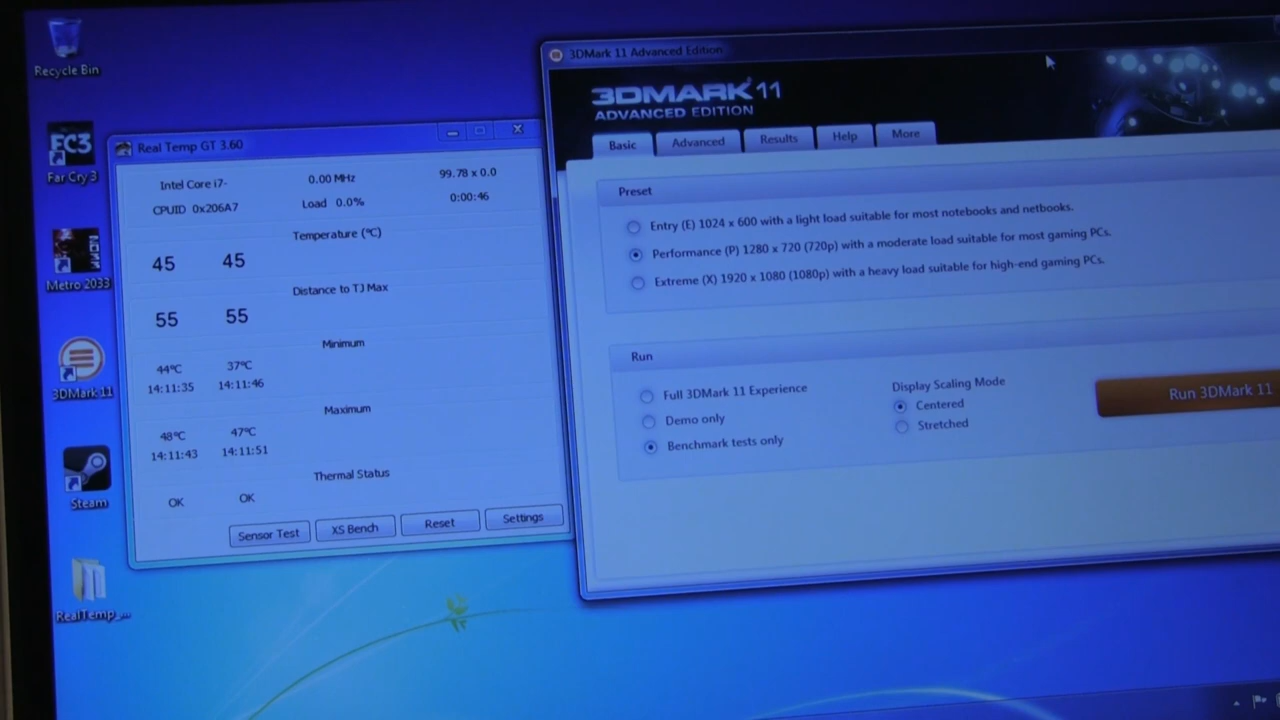 Recycle Bin
FC3
Far Cry 3
Metro 2033
3DMark 11
Steam
RealTemp_...
Real Temp GT 3.60
Intel Core i7- 0.00 MHz 99.78 x 0.0
CPUID 0x206A7 Load 0.0% 0:00:46
Temperature (°C)
45 45
Distance to TJ Max
55 55
Minimum
44°C 37°C
14:11:35 14:11:46
Maximum
48°C 47°C
14:11:43 14:11:51
Thermal Status
OK OK
Sensor Test XS Bench Reset Settings
3DMark 11 Advanced Edition
3DMARK 11
ADVANCED EDITION
Basic Advanced Results Help More
Preset
Entry (E) 1024 x 600 with a light load suitable for most notebooks and netbooks.
Performance (P) 1280 x 720 (720p) with a moderate load suitable for most gaming PCs.
Extreme (X) 1920 x 1080 (1080p) with a heavy load suitable for high-end gaming PCs.
Run
Full 3DMark 11 Experience
Demo only
Benchmark tests only
Display Scaling Mode
Centered
Stretched
Run 3DMark 11